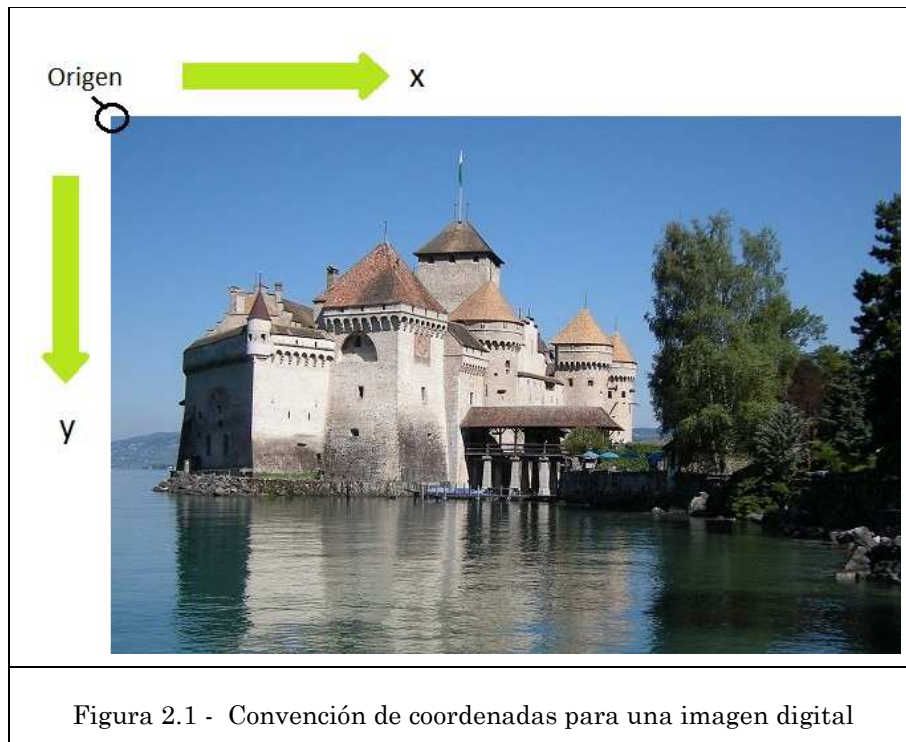 Origen
x
y
Figura 2.1 - Convención de coordenadas para una imagen digital